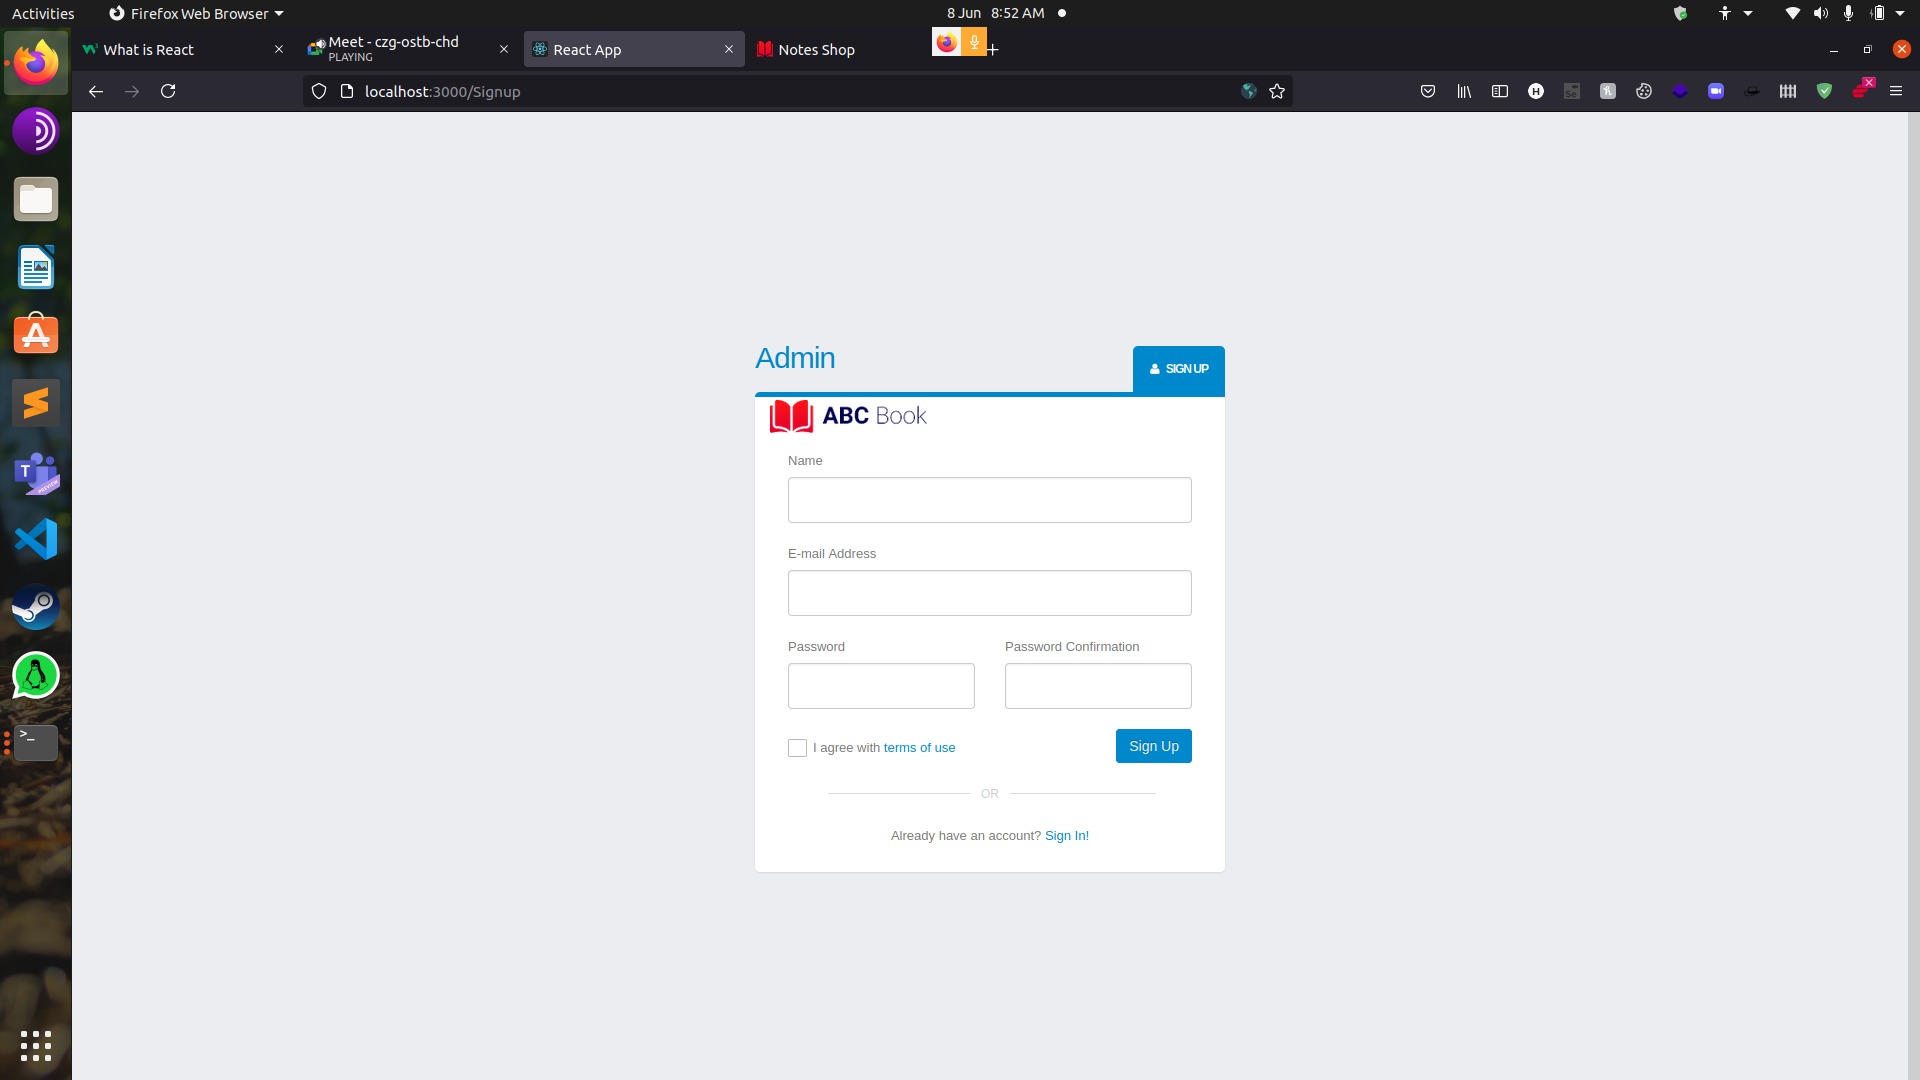 Activities
Firefox Web Browser
8 Jun 8:52 AM
What is React
Meet - czg-ostb-chd
PLAYING
React App
Notes Shop
localhost:3000/Signup
Admin
SIGN UP
ABC Book
Name
E-mail Address
Password
Password Confirmation
I agree with terms of use
Sign Up
OR
Already have an account? Sign In!